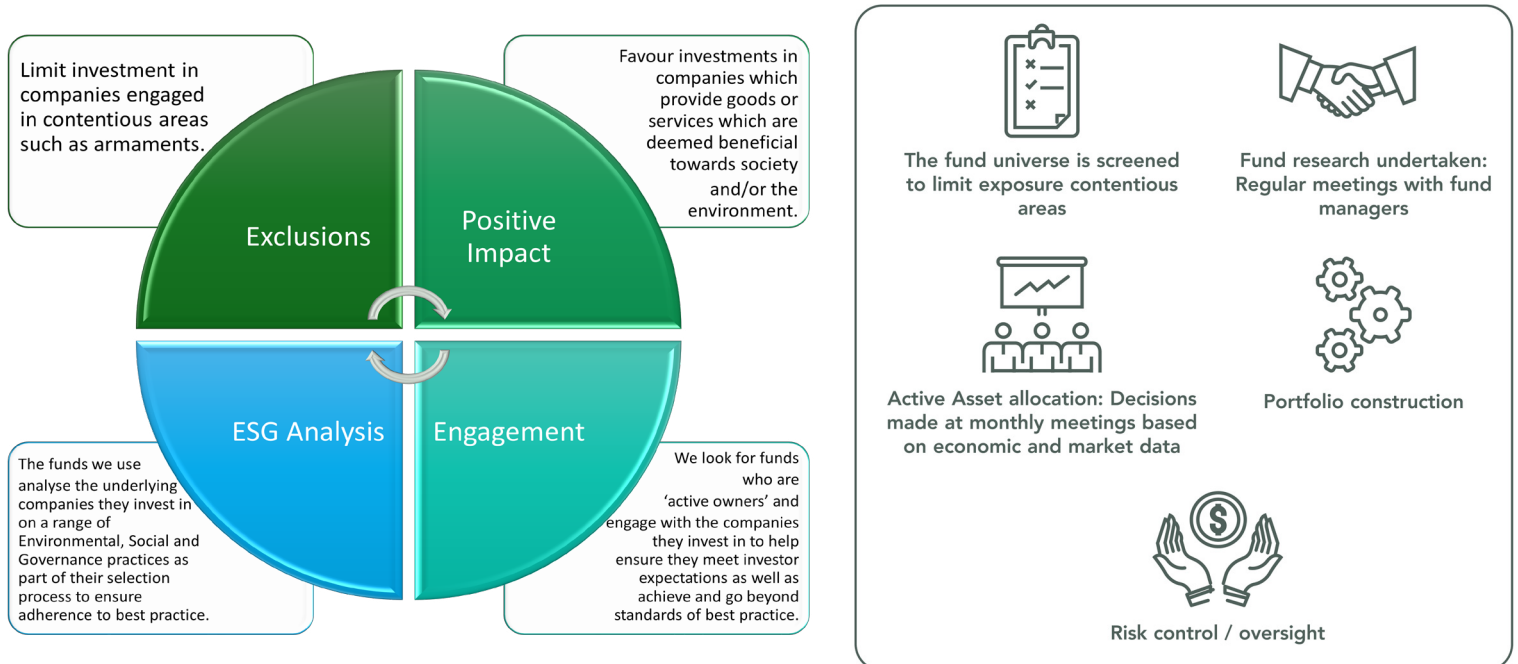 Limit investment in
companies engaged
in contentious areas
such as armaments.
Favour investments in
companies which
provide goods or
services which are
deemed beneficial
towards society
and/or the
environment.
Exclusions
Positive
Impact
ESG Analysis
Engagement
The funds we use
analyse the underlying
companies they invest in
on a range of
Environmental, Social and
Governance practices as
part of their selection
process to ensure
adherence to best practice.
We look for funds
who are
‘active owners’ and
engage with the companies
they invest in to help
ensure they meet investor
expectations as well as
achieve and go beyond
standards of best practice.
The fund universe is screened
to limit exposure contentious
areas
Fund research undertaken:
Regular meetings with fund
managers
Active Asset allocation: Decisions
made at monthly meetings based
on economic and market data
Portfolio construction
$
Risk control / oversight